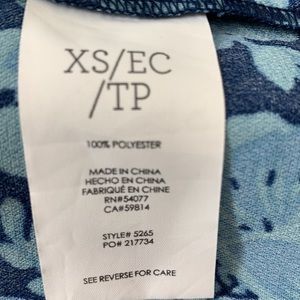 XS/EC
/TP
100% POLYESTER
MADE IN CHINA
HECHO EN CHINA
FABRIQUÉ EN CHINE
RN#54077
CA#59814
STYLE# 5265
PO# 217734
SEE REVERSE FOR CARE